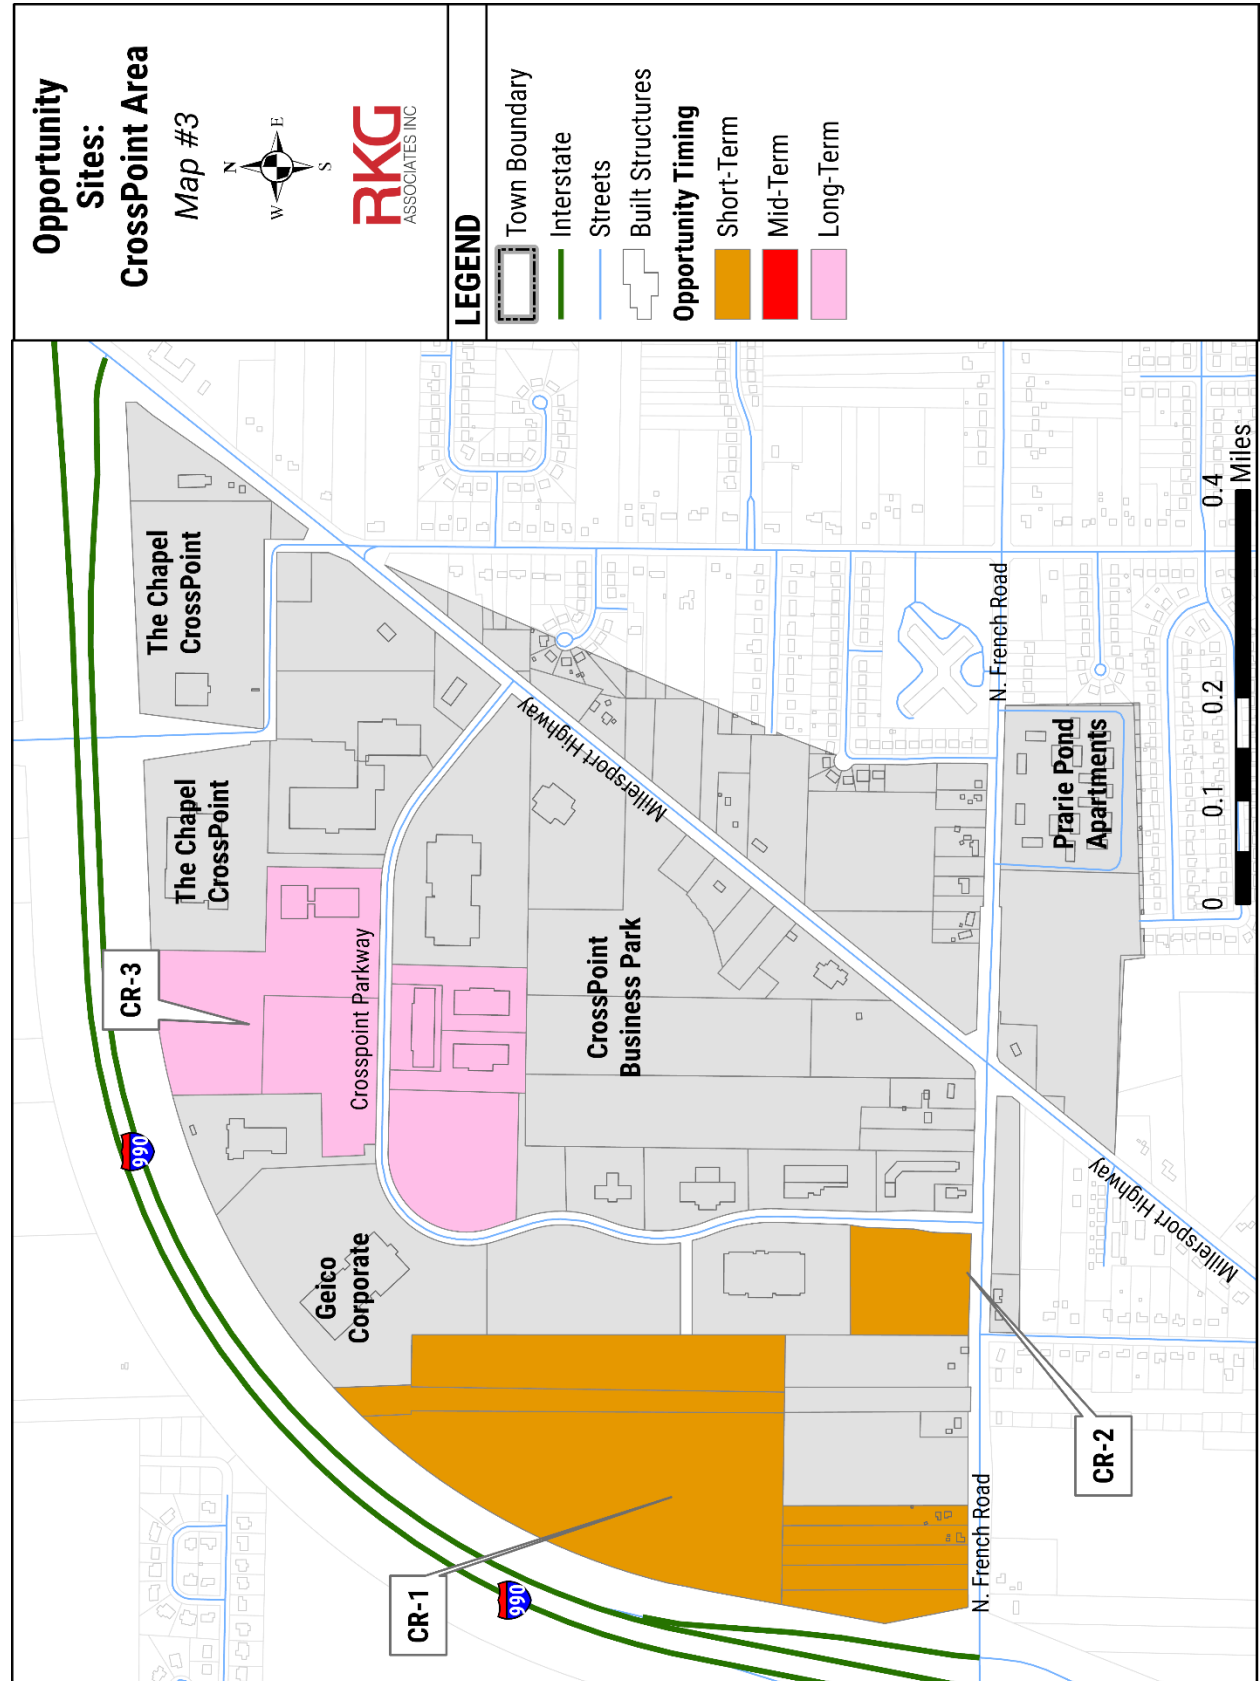 Opportunity
Sites:
CrossPoint Area
Map #3
N
W
E
S
RKG
ASSOCIATES INC
LEGEND
Town Boundary
Interstate
Streets
Built Structures
Opportunity Timing
Short-Term
Mid-Term
Long-Term
The Chapel
CrossPoint
The Chapel
CrossPoint
CR-3
Crosspoint Parkway
Millersport Highway
CrossPoint
Business Park
990
Geico
Corporate
N. French Road
Prarie Pond
Apartments
Millersport Highway
CR-1
990
CR-2
N. French Road
0
0.1
0.2
0.4
Miles